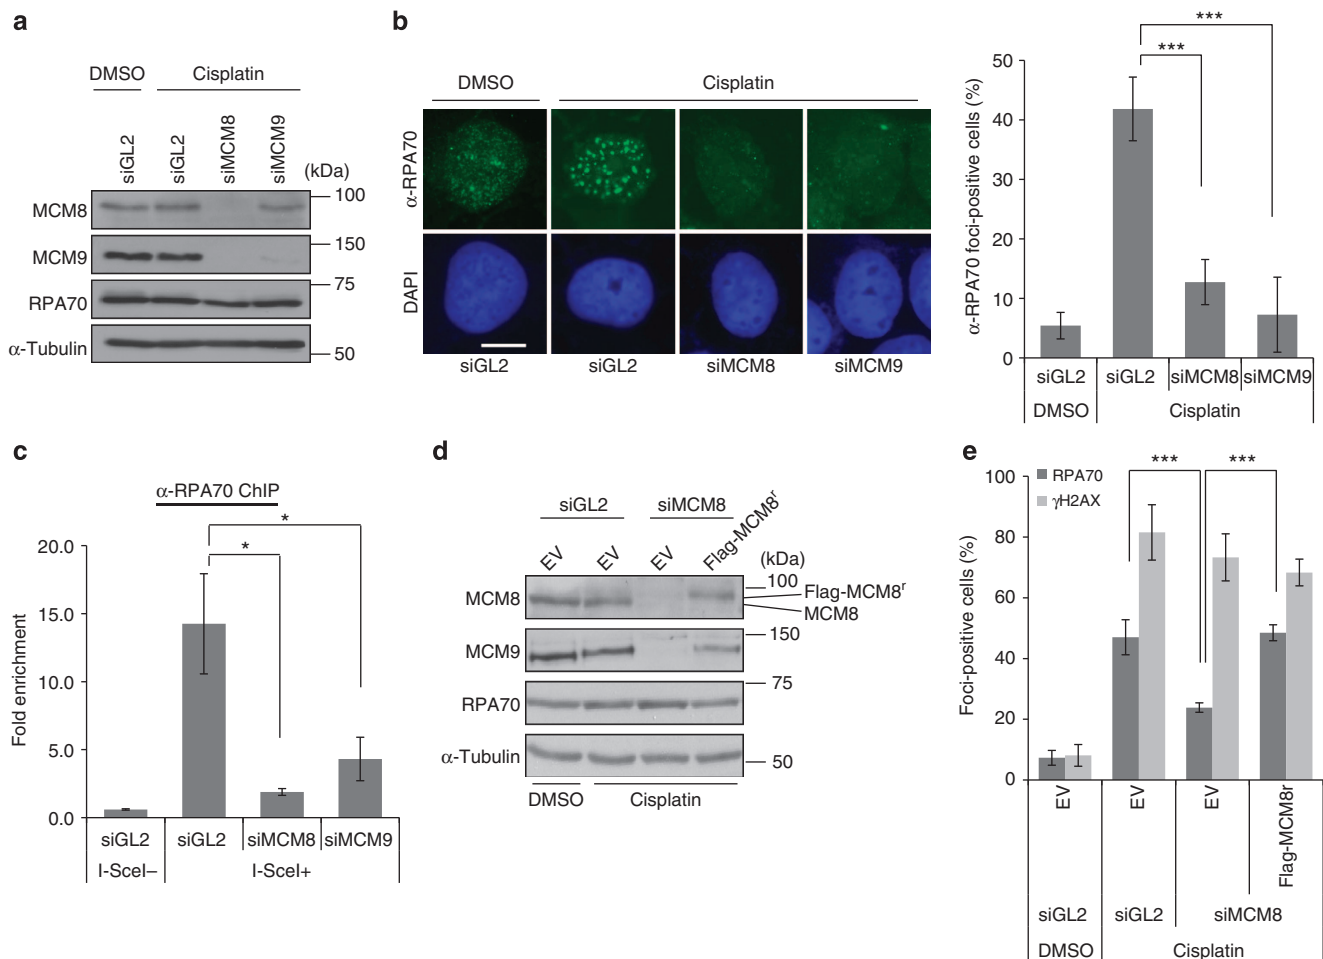 a
DMSO Cisplatin
siGL2 siGL2 siMCM8 siMCM9 (kDa)
MCM8 100
MCM9 150
RPA70 75
α-Tubulin 50
b
DMSO Cisplatin
α-RPA70
DAPI
siGL2 siGL2 siMCM8 siMCM9
α-RPA70 foci-positive cells (%)
***
***
50
40
30
20
10
0
siGL2 siGL2 siMCM8 siMCM9
DMSO Cisplatin
c
α-RPA70 ChIP
*
*
Fold enrichment
20.0
15.0
10.0
5.0
0.0
siGL2 siGL2 siMCM8 siMCM9
I-SceI– I-SceI+
d
siGL2 siMCM8
EV EV EV Flag-MCM8ʳ (kDa)
MCM8 100
Flag-MCM8ʳ
MCM8
MCM9 150
RPA70 75
α-Tubulin 50
DMSO Cisplatin
e
*** ***
RPA70
γH2AX
Foci-positive cells (%)
100
80
60
40
20
0
EV EV EV Flag-MCM8r
siGL2 siGL2 siMCM8
DMSO Cisplatin